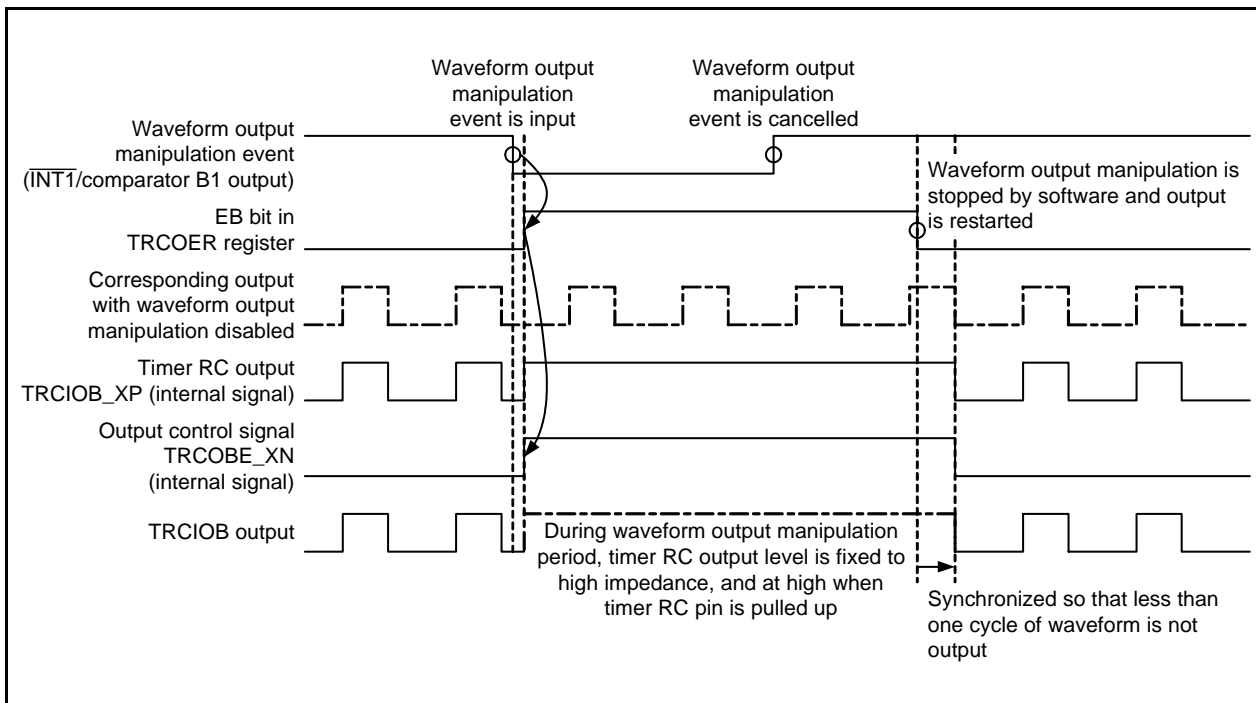 Waveform output
manipulation
event is input
Waveform output
manipulation
event is cancelled
Waveform output
manipulation event
(INT1/comparator B1 output)
Waveform output manipulation is
stopped by software and output
is restarted
EB bit in
TRCOER register
Corresponding output
with waveform output
manipulation disabled
Timer RC output
TRCIOB_XP (internal signal)
Output control signal
TRCOBE_XN
(internal signal)
TRCIOB output
During waveform output manipulation
period, timer RC output level is fixed to
high impedance, and at high when
timer RC pin is pulled up
Synchronized so that less than
one cycle of waveform is not
output